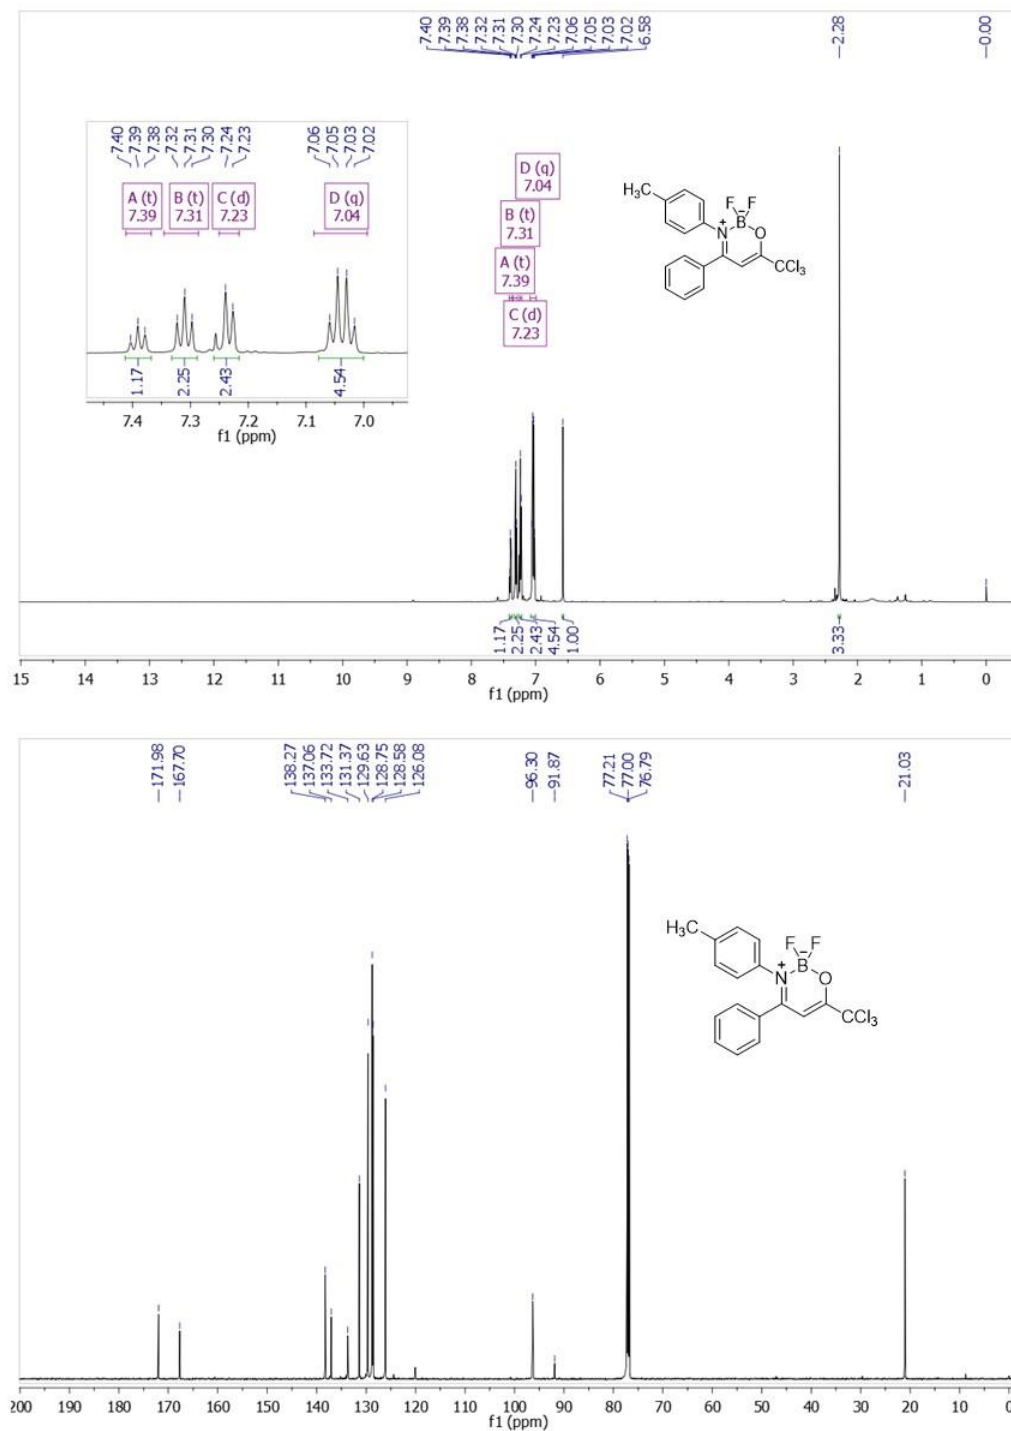 7.40
7.39
7.38
7.32
7.31
7.30
7.24
7.23
7.06
7.05
7.03
7.02
6.58
2.28
0.00
7.40
7.39
7.38
7.32
7.31
7.30
7.24
7.23
7.06
7.05
7.03
7.02
A (t)
7.39
B (t)
7.31
C (d)
7.23
D (q)
7.04
1.17
2.25
2.43
4.54
7.4 7.3 7.2 7.1 7.0
f1 (ppm)
D (q)
7.04
B (t)
7.31
A (t)
7.39
C (d)
7.23
H₃C
F F
B
−
+
N
O
CCl₃
1.17
2.25
2.43
4.54
1.00
3.33
15 14 13 12 11 10 9 8 7 6 5 4 3 2 1 0
f1 (ppm)
171.98
167.70
138.27
137.06
133.72
131.37
129.63
128.75
128.58
126.08
96.30
91.87
77.21
77.00
76.79
21.03
H₃C
F F
B
−
+
N
O
CCl₃
200 190 180 170 160 150 140 130 120 110 100 90 80 70 60 50 40 30 20 10 0
f1 (ppm)